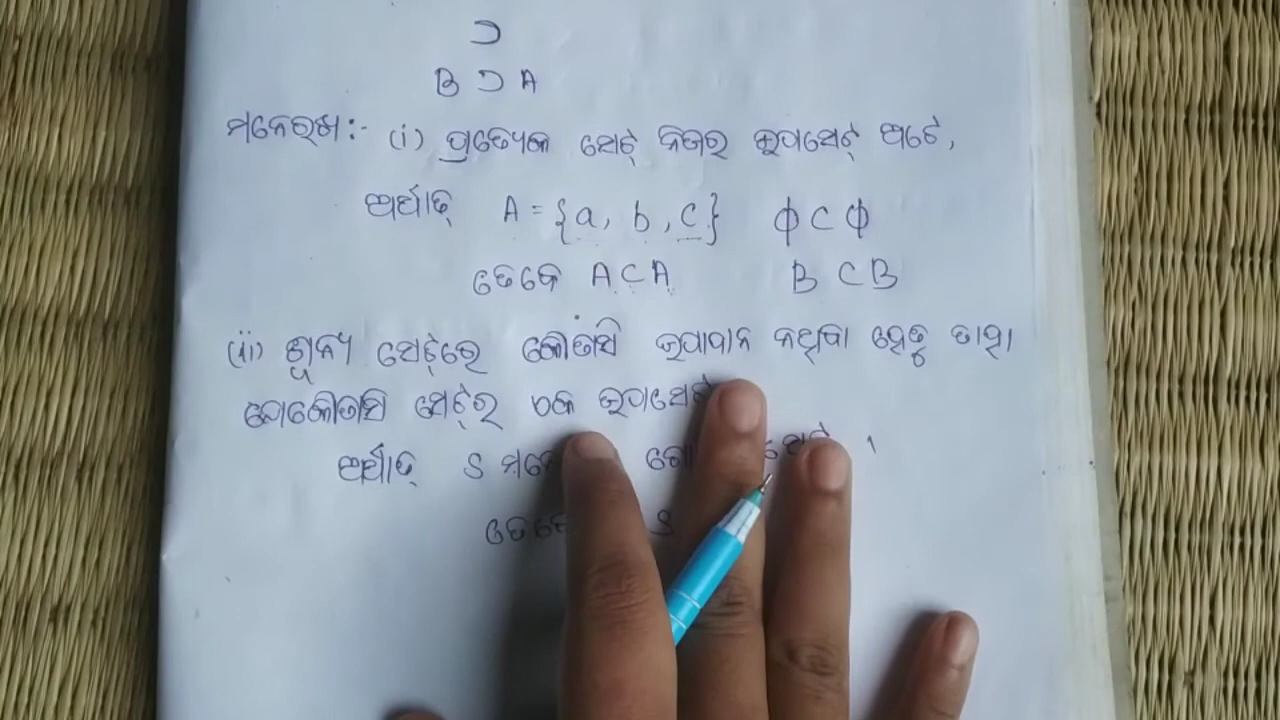 ⊃
B ⊃ A
ମନେରଖ:- (i) ପ୍ରତ୍ୟେକ ସେଟ୍ ନିଜର ଉପସେଟ୍ ଅଟେ,
ଅର୍ଥାତ୍ A = {a, b, c} ϕ ⊂ ϕ
ତେବେ A ⊂ A B ⊂ B
(ii) ଶୂନ୍ୟ ସେଟ୍‌ରେ କୌଣସି ଉପାଦାନ ନଥିବା ହେତୁ ତାହା
ଯେକୌଣସି ସେଟ୍‌ର ଏକ ଉପସେଟ୍
ଅର୍ଥାତ୍ S
S